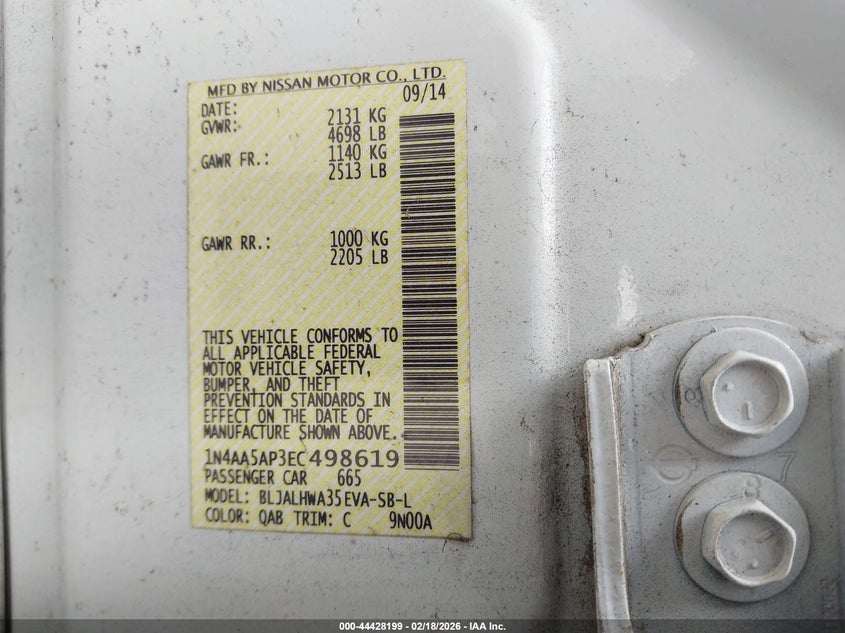 MFD BY NISSAN MOTOR CO., LTD.
DATE: 09/14
GVWR: 2131 KG
4698 LB
GAWR FR.: 1140 KG
2513 LB
GAWR RR.: 1000 KG
2205 LB
THIS VEHICLE CONFORMS TO
ALL APPLICABLE FEDERAL
MOTOR VEHICLE SAFETY,
BUMPER, AND THEFT
PREVENTION STANDARDS IN
EFFECT ON THE DATE OF
MANUFACTURE SHOWN ABOVE.
1N4AA5AP3EC498619
PASSENGER CAR 665
MODEL: BLJALHWA35EVA-SB-L
COLOR: QAB TRIM: C 9N00A
7
8
000-44428199 - 02/18/2026 - IAA Inc.